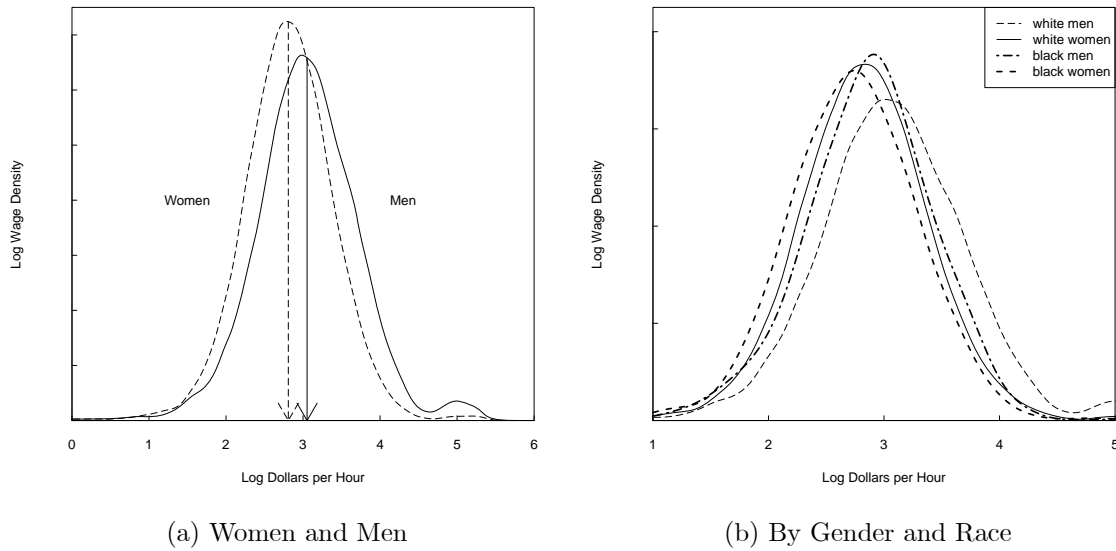 Log Wage Density
Women
Men
0 1 2 3 4 5 6
Log Dollars per Hour
(a) Women and Men
white men
white women
black men
black women
Log Wage Density
1 2 3 4 5
Log Dollars per Hour
(b) By Gender and Race